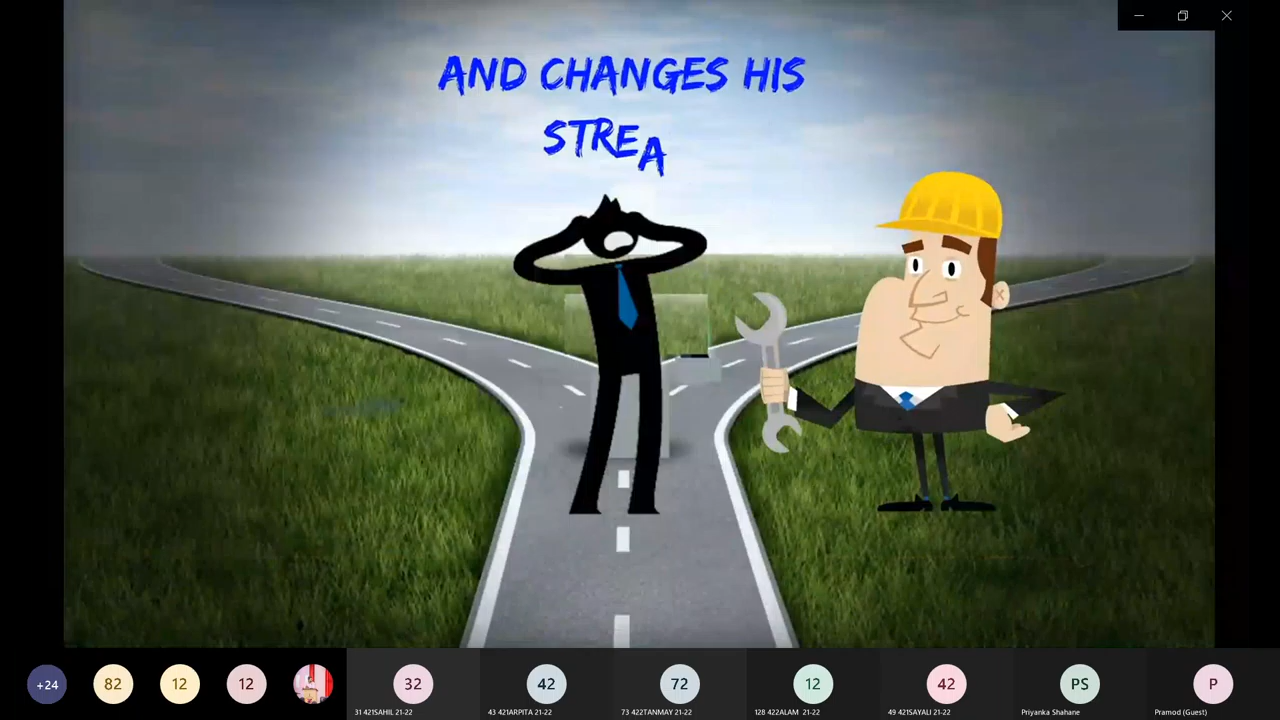 AND CHANGES HIS
STREA
+24
82
12
12
32
42
72
12
42
PS
P
31 421SAHIL 21-22
43 421ARPITA 21-22
73 422TANMAY 21-22
128 422ALAM 21-22
49 421SAYALI 21-22
Priyanka Shahane
Pramod (Guest)